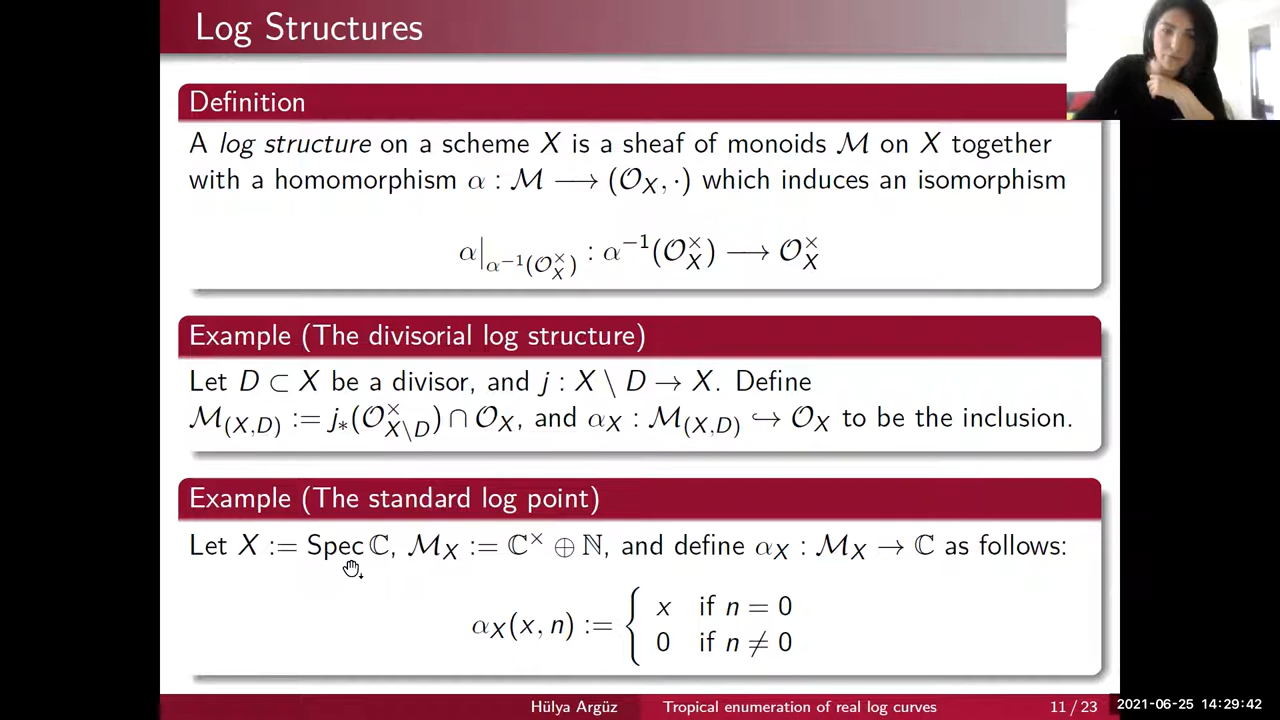 Log Structures
Definition
A log structure on a scheme X is a sheaf of monoids ℳ on X together
with a homomorphism α : ℳ ⟶ (𝒪_X, ·) which induces an isomorphism
α|_{α⁻¹(𝒪_X^×)} : α⁻¹(𝒪_X^×) ⟶ 𝒪_X^×
Example (The divisorial log structure)
Let D ⊂ X be a divisor, and j : X \ D → X. Define
ℳ_(X,D) := j_*(𝒪^×_{X\D}) ∩ 𝒪_X, and α_X : ℳ_(X,D) ↪ 𝒪_X to be the inclusion.
Example (The standard log point)
Let X := Spec ℂ, ℳ_X := ℂ^× ⊕ ℕ, and define α_X : ℳ_X → ℂ as follows:
α_X(x, n) := { x if n = 0
0 if n ≠ 0
Hülya Argüz Tropical enumeration of real log curves 11 / 23
2021-06-25 14:29:42